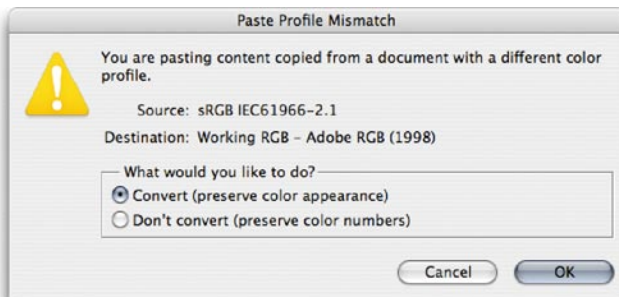 Paste Profile Mismatch
You are pasting content copied from a document with a different color
profile.
Source: sRGB IEC61966-2.1
Destination: Working RGB - Adobe RGB (1998)
What would you like to do?
Convert (preserve color appearance)
Don't convert (preserve color numbers)
Cancel
OK